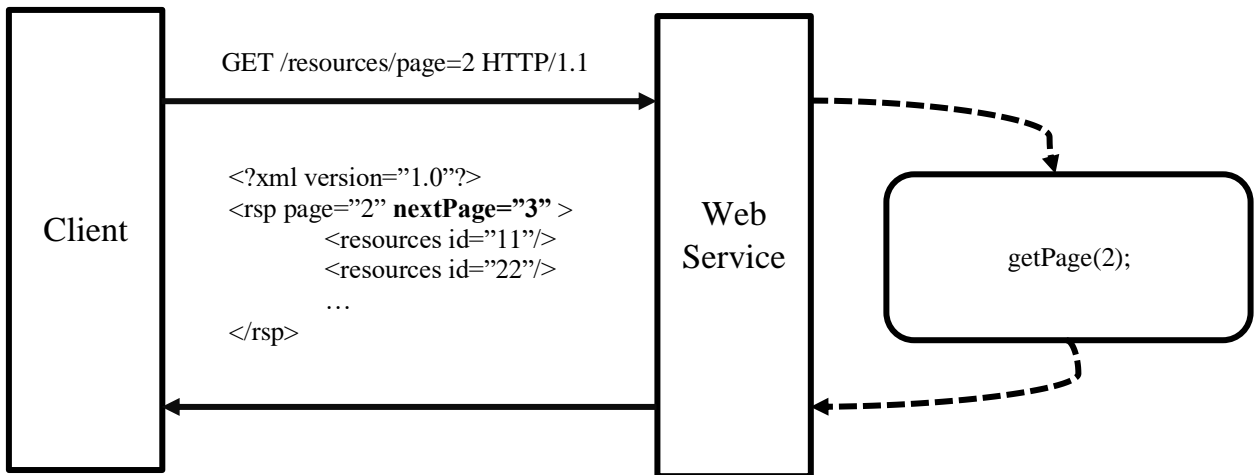 GET /resources/page=2 HTTP/1.1
<?xml version=”1.0”?>
<rsp page=”2” nextPage=”3” >
<resources id=”11”/>
<resources id=”22”/>
…
</rsp>
Client
Web
Service
getPage(2);